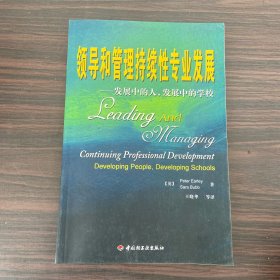 领导和管理持续性专业发展
——发展中的人、发展中的学校
Leading And
Managing
Continuing Professional Development
Developing People, Developing Schools
[英] Peter Earley
Sara Bubb 著
王晓华 等译
中国轻工业出版社